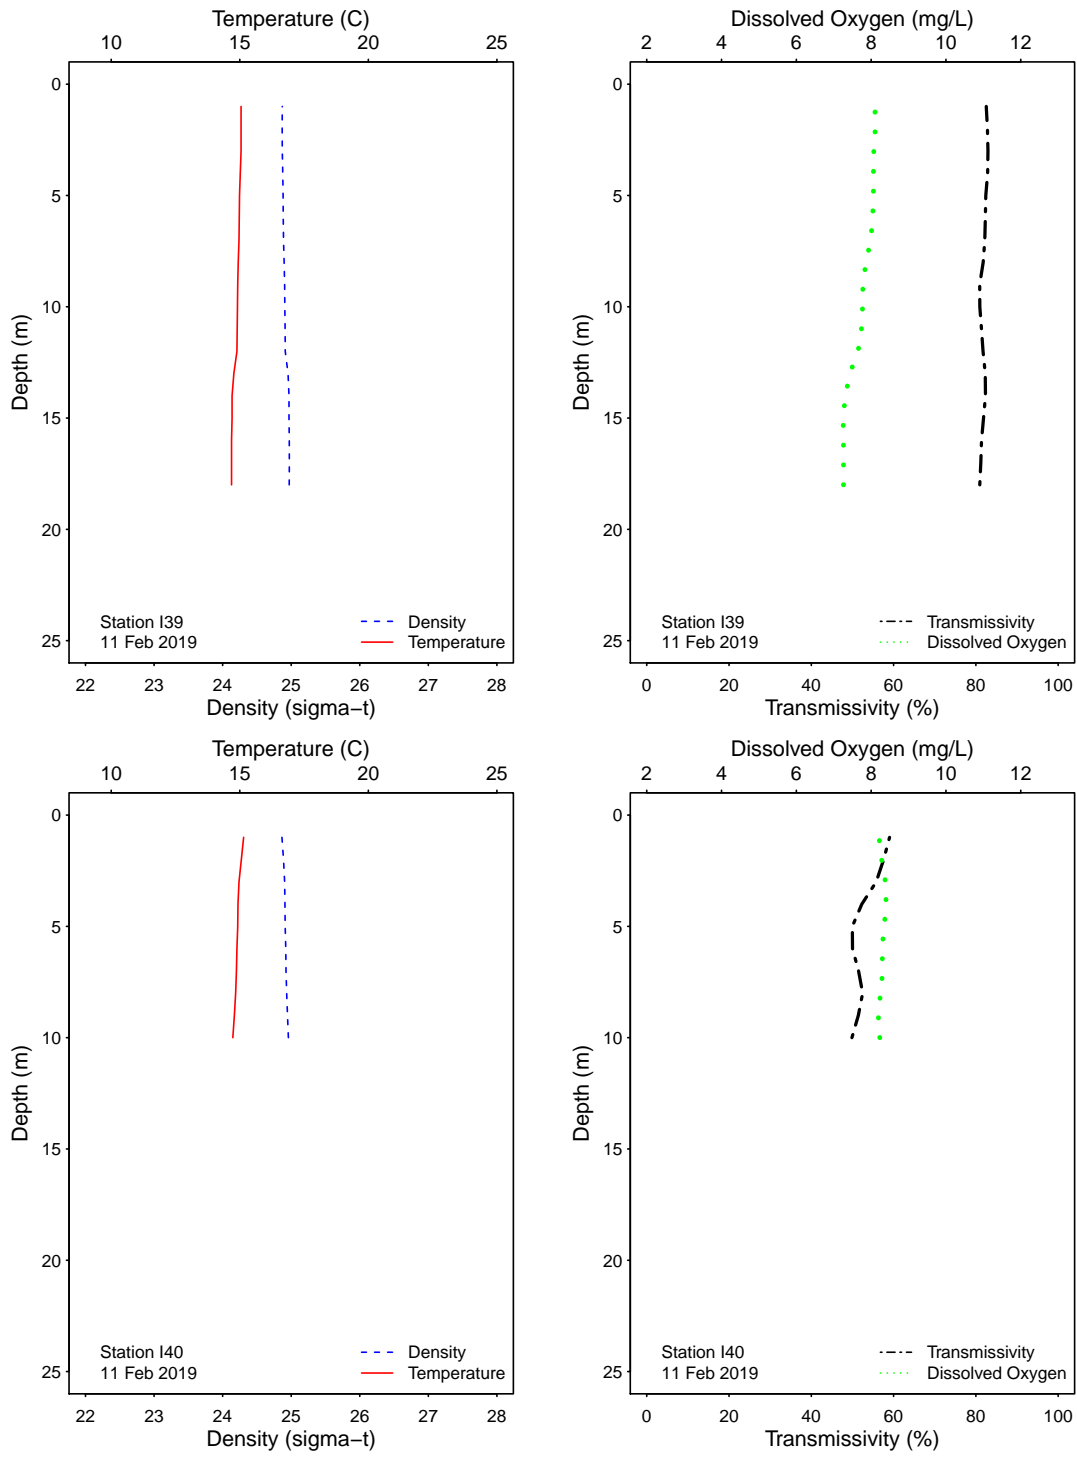 Temperature (C)
10 15 20 25
0
5
10
15
20
25
Depth (m)
Station I39
11 Feb 2019
Density
Temperature
22 23 24 25 26 27 28
Density (sigma−t)
Dissolved Oxygen (mg/L)
2 4 6 8 10 12
0
5
10
15
20
25
Depth (m)
Station I39
11 Feb 2019
Transmissivity
Dissolved Oxygen
0 20 40 60 80 100
Transmissivity (%)
Temperature (C)
10 15 20 25
0
5
10
15
20
25
Depth (m)
Station I40
11 Feb 2019
Density
Temperature
22 23 24 25 26 27 28
Density (sigma−t)
Dissolved Oxygen (mg/L)
2 4 6 8 10 12
0
5
10
15
20
25
Depth (m)
Station I40
11 Feb 2019
Transmissivity
Dissolved Oxygen
0 20 40 60 80 100
Transmissivity (%)